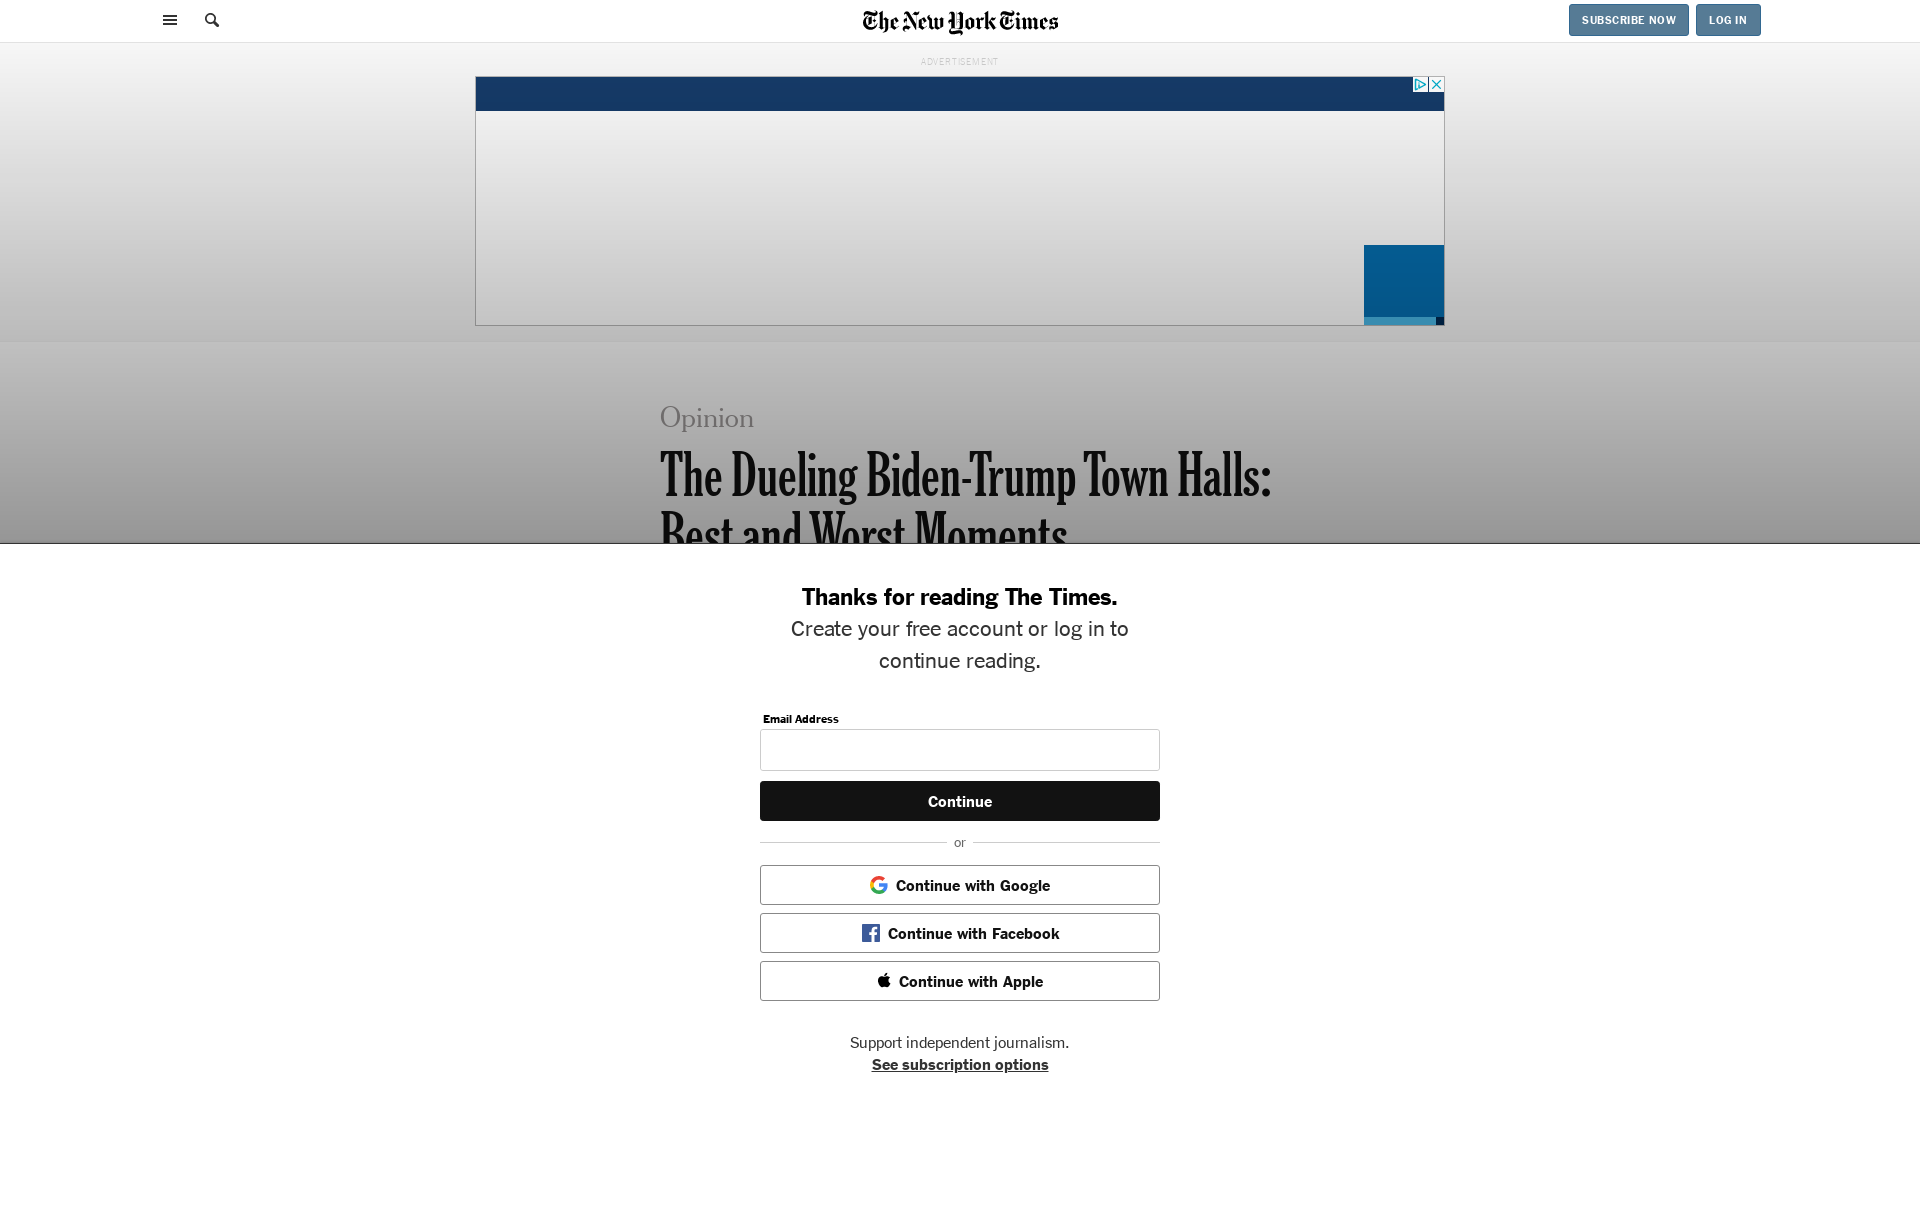 The New York Times
SUBSCRIBE NOW
LOG IN
ADVERTISEMENT
Opinion
The Dueling Biden-Trump Town Halls:
Best and Worst Moments
Thanks for reading The Times.
Create your free account or log in to
continue reading.
Email Address
Continue
or
Continue with Google
Continue with Facebook
Continue with Apple
Support independent journalism.
See subscription options